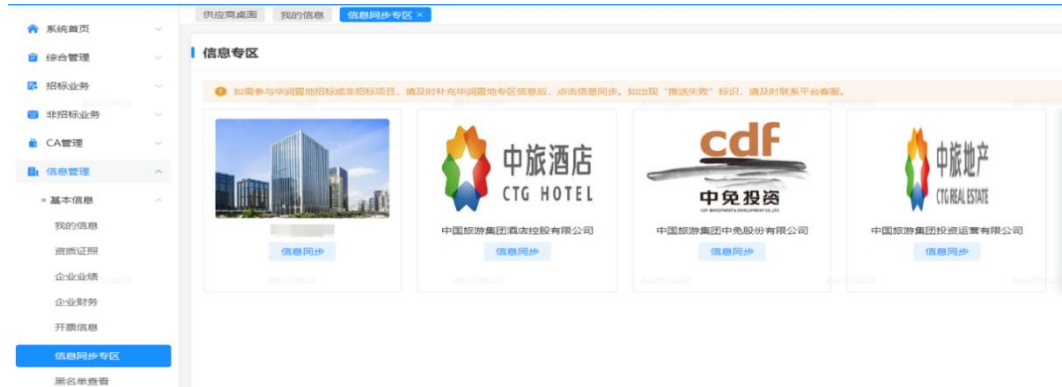 供应商桌面 我的信息 信息同步专区 ×
系统首页
综合管理
招标业务
非招标业务
CA管理
信息管理
基本信息
我的信息
资质证照
企业业绩
企业财务
开票信息
信息同步专区
黑名单查看
信息专区
如需参与华润置地招标或非招标项目，请及时补充华润置地专区信息后，点击信息同步。如出现“推送失败”标识，请及时联系平台客服。
信息同步
中旅酒店
CTG HOTEL
中国旅游集团酒店控股有限公司
信息同步
cdf
中免投资
CDF INVESTMENT & DEVELOPMENT CO.,LTD.
中国旅游集团中免股份有限公司
信息同步
中旅地产
CTG REAL ESTATE
中国旅游集团投资运营有限公司
信息同步